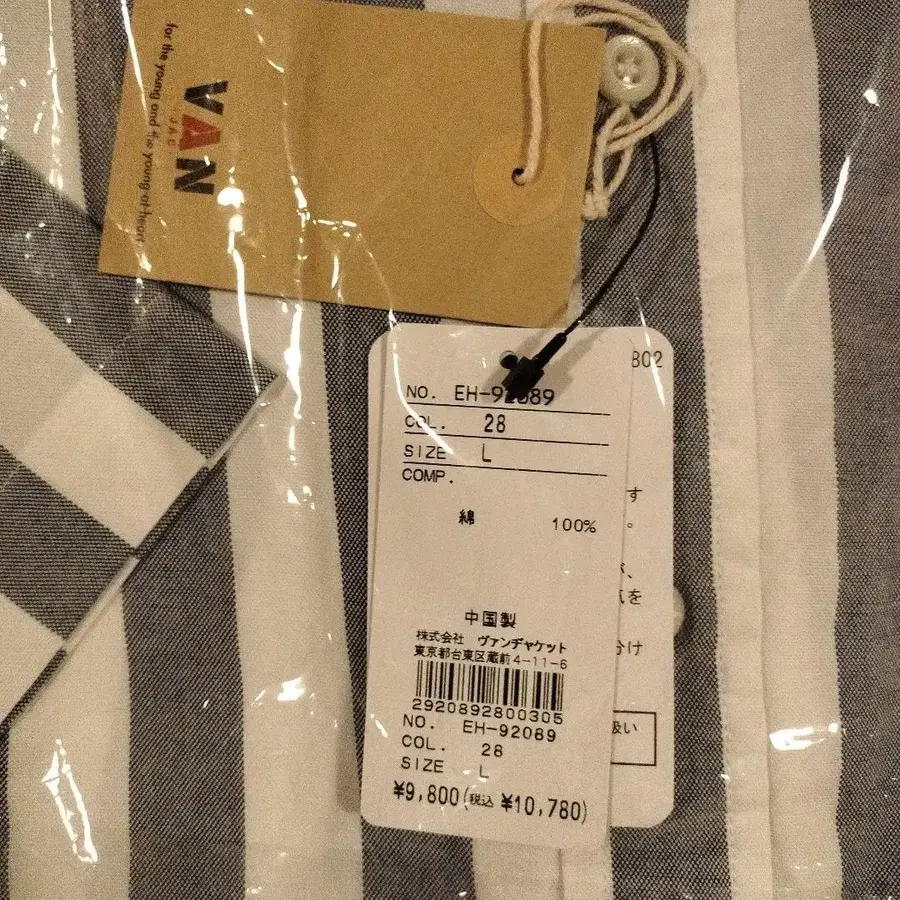 VAN
JAC
for the young and the young-at-heart
802
NO. EH-92089
COL. 28
SIZE L
COMP.
綿 100%
中国製
株式会社 ヴァンヂャケット
東京都台東区蔵前4-11-6
2920892800305
NO. EH-92089
COL. 28
SIZE L
¥9,800(税込 ¥10,780)
す
。
が、
気を
分け
扱い